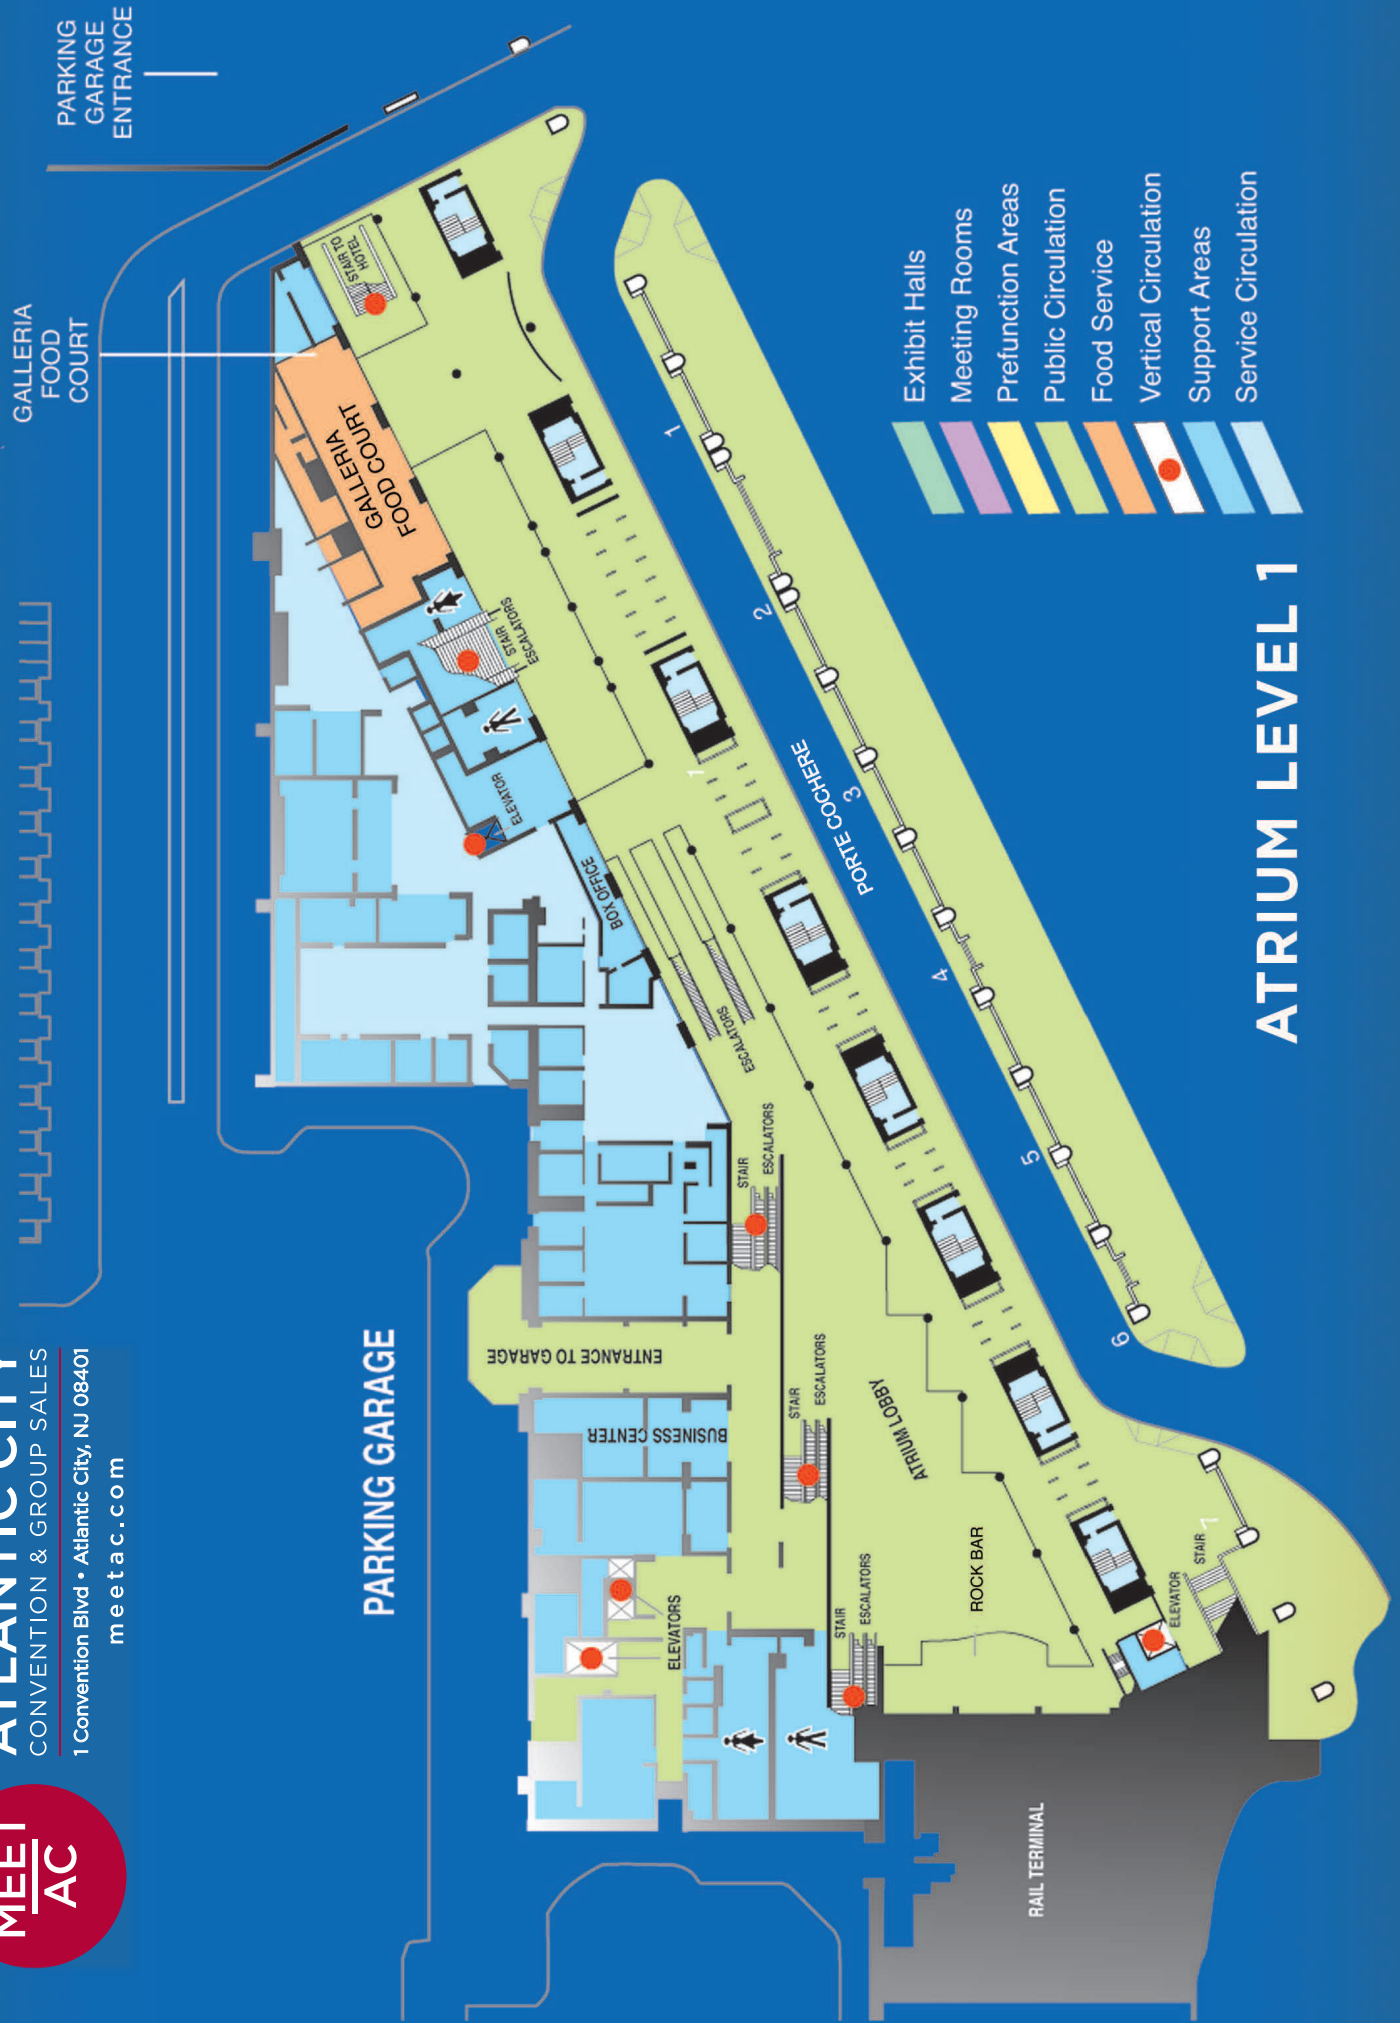 MEET
AC
ATLANTIC CITY
CONVENTION & GROUP SALES
1 Convention Blvd • Atlantic City, NJ 08401
meetac.com
PARKING
GARAGE
ENTRANCE
GALLERIA
FOOD
COURT
STAIR TO
HOTEL
GALLERIA
FOOD COURT
STAIR
ESCALATORS
ELEVATOR
BOX OFFICE
ESCALATORS
STAIR
ESCALATORS
PARKING GARAGE
ENTRANCE TO GARAGE
BUSINESS CENTER
STAIR
ESCALATORS
ELEVATORS
STAIR
ESCALATORS
ATRIUM LOBBY
ROCK BAR
ELEVATOR
STAIR
RAIL TERMINAL
PORTE COCHERE
1
2
3
4
5
6
7
1
Exhibit Halls
Meeting Rooms
Prefunction Areas
Public Circulation
Food Service
Vertical Circulation
Support Areas
Service Circulation
ATRIUM LEVEL 1